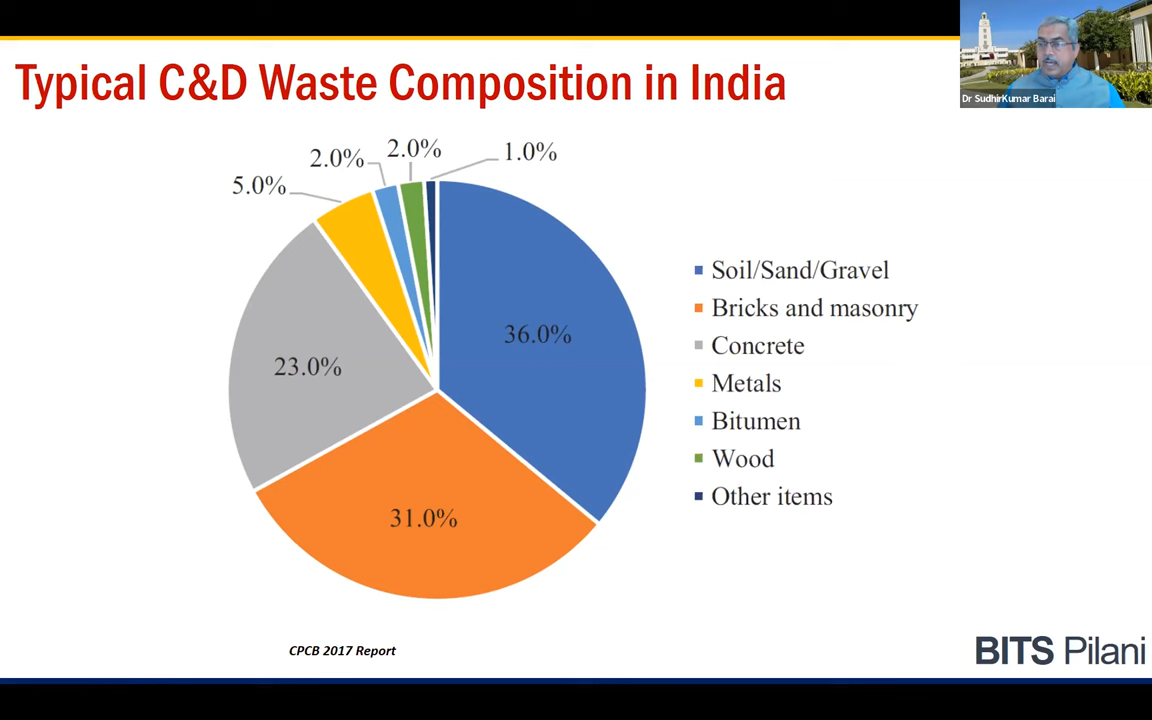 Typical C&D Waste Composition in India
Dr SudhirKumar Barai
5.0%
2.0%
2.0%
1.0%
36.0%
23.0%
31.0%
Soil/Sand/Gravel
Bricks and masonry
Concrete
Metals
Bitumen
Wood
Other items
CPCB 2017 Report
BITS Pilani